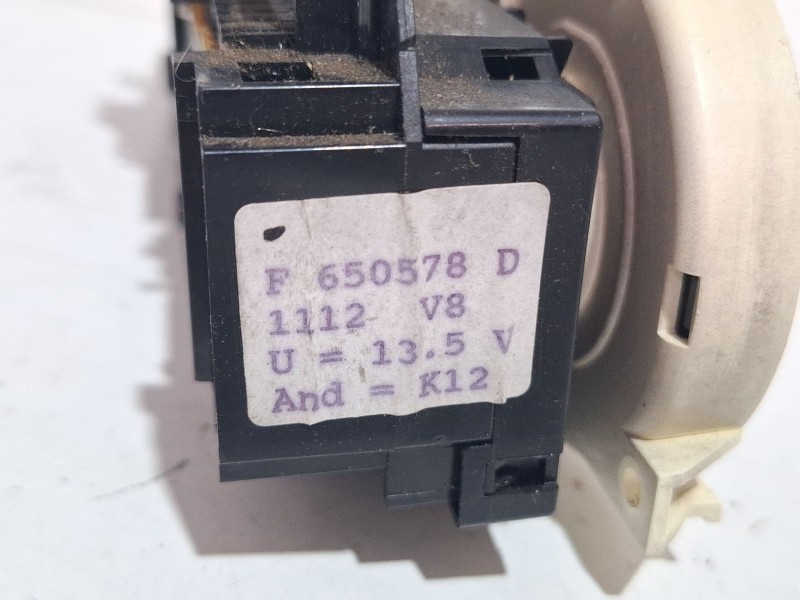 F 650578 D
1112 V8
U = 13.5 V
And = K12